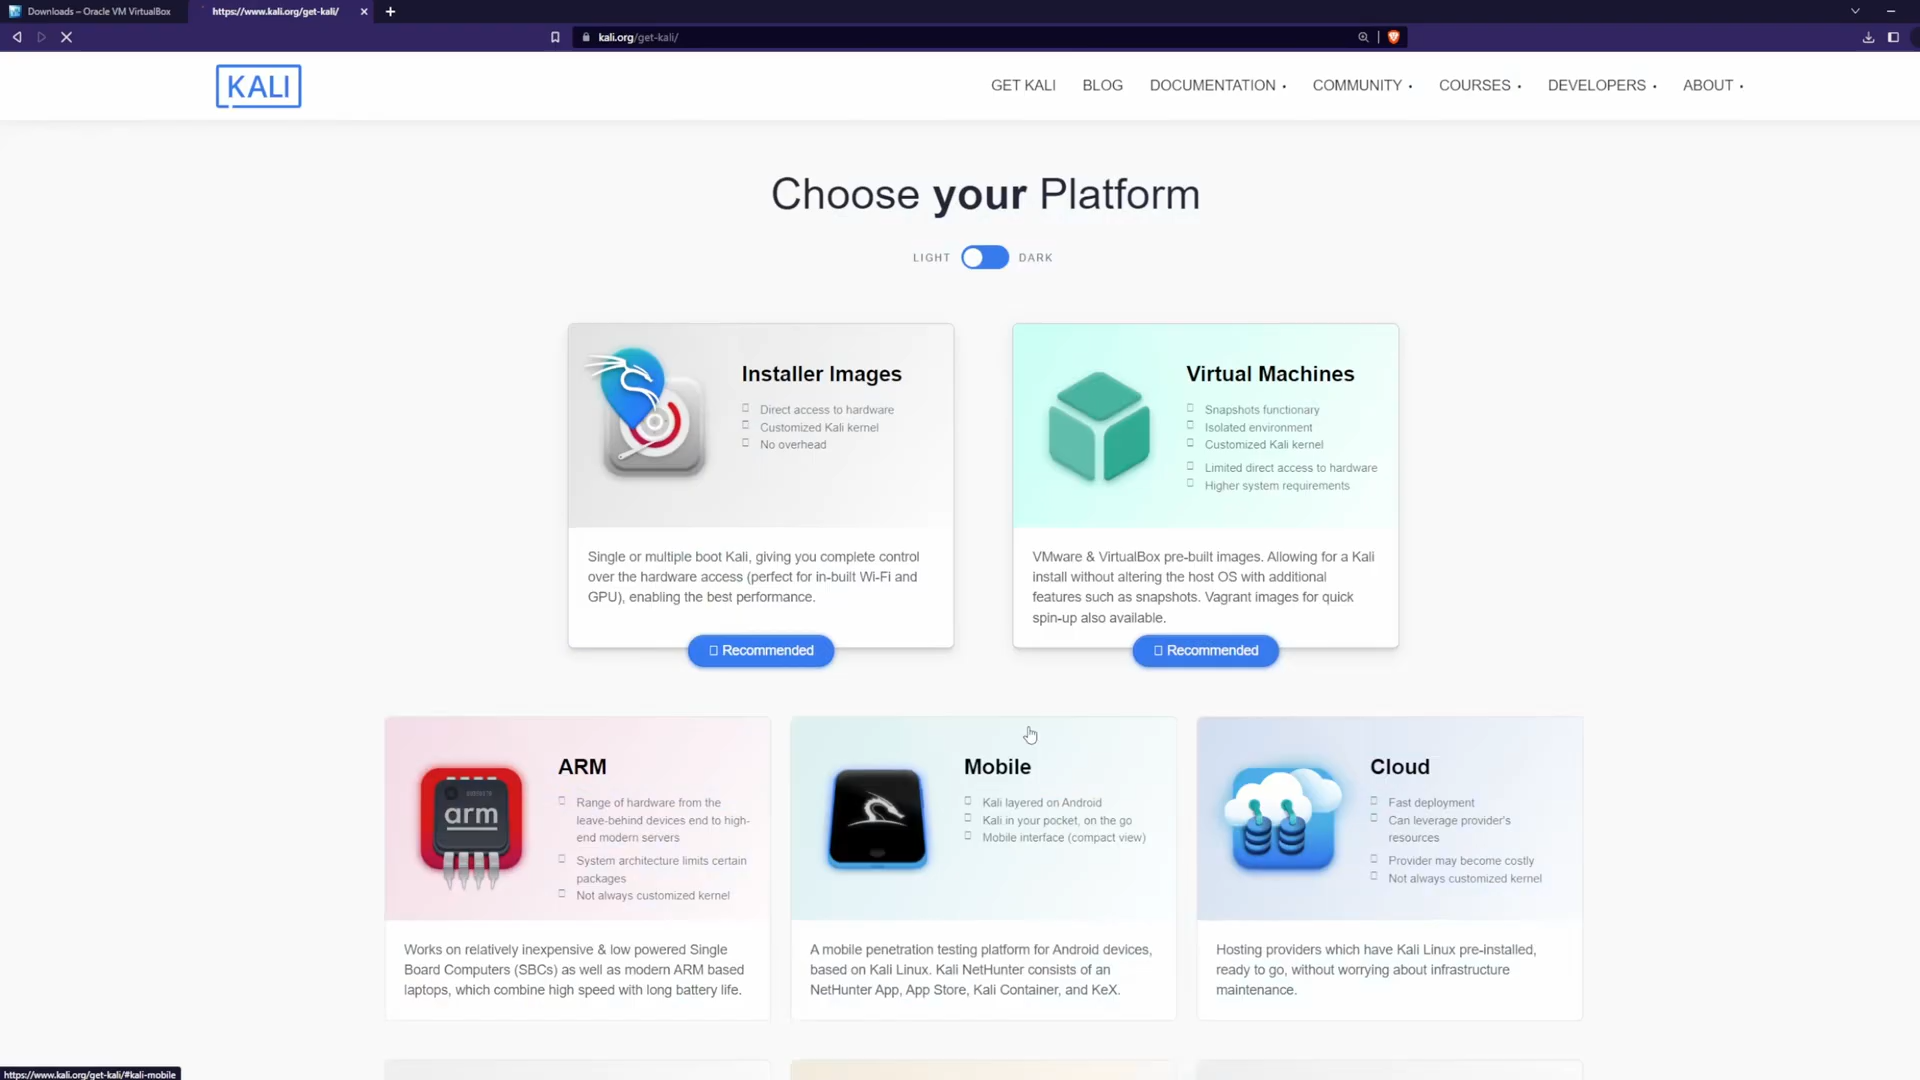 Downloads – Oracle VM VirtualBox
https://www.kali.org/get-kali/
kali.org/get-kali/
KALI
GET KALI
BLOG
DOCUMENTATION
COMMUNITY
COURSES
DEVELOPERS
ABOUT
Choose your Platform
LIGHT
DARK
Installer Images
Direct access to hardware
Customized Kali kernel
No overhead
Single or multiple boot Kali, giving you complete control
over the hardware access (perfect for in-built Wi-Fi and
GPU), enabling the best performance.
Recommended
Virtual Machines
Snapshots functionary
Isolated environment
Customized Kali kernel
Limited direct access to hardware
Higher system requirements
VMware & VirtualBox pre-built images. Allowing for a Kali
install without altering the host OS with additional
features such as snapshots. Vagrant images for quick
spin-up also available.
Recommended
arm
ARM
Range of hardware from the
leave-behind devices end to high-
end modern servers
System architecture limits certain
packages
Not always customized kernel
Works on relatively inexpensive & low powered Single
Board Computers (SBCs) as well as modern ARM based
laptops, which combine high speed with long battery life.
Mobile
Kali layered on Android
Kali in your pocket, on the go
Mobile interface (compact view)
A mobile penetration testing platform for Android devices,
based on Kali Linux. Kali NetHunter consists of an
NetHunter App, App Store, Kali Container, and KeX.
Cloud
Fast deployment
Can leverage provider's
resources
Provider may become costly
Not always customized kernel
Hosting providers which have Kali Linux pre-installed,
ready to go, without worrying about infrastructure
maintenance.
https://www.kali.org/get-kali/#kali-mobile